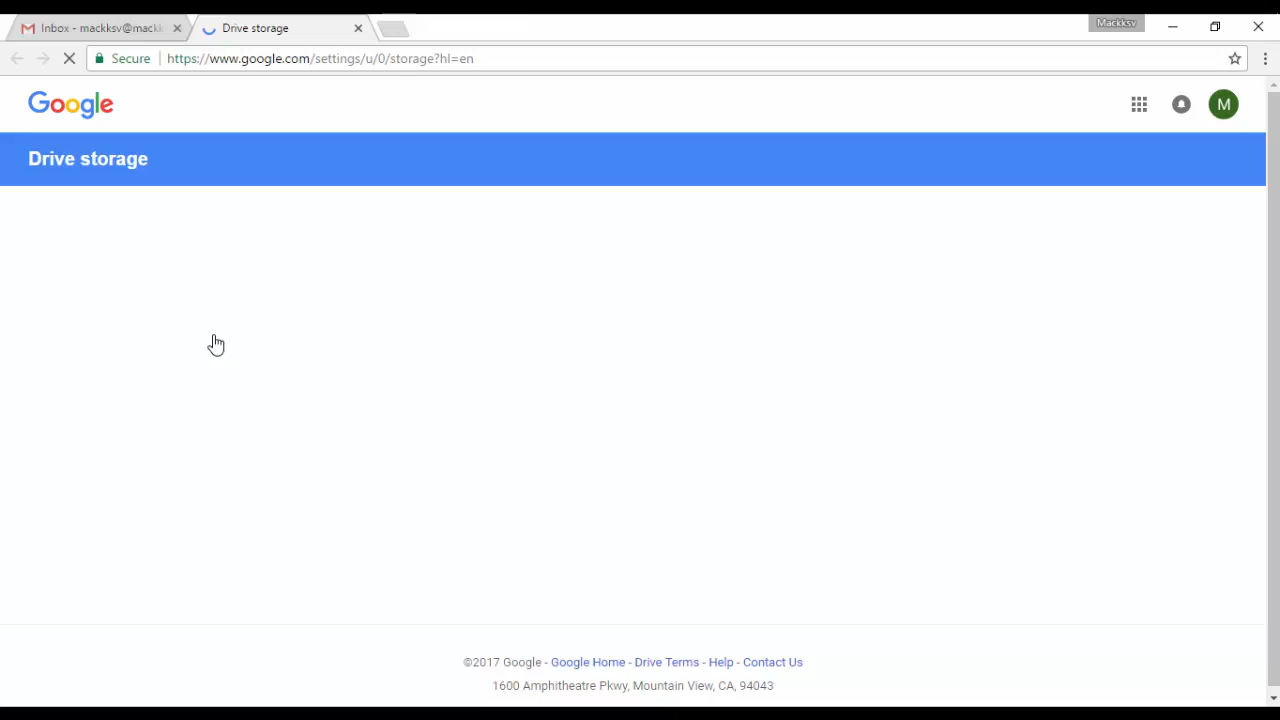 Inbox - mackksv@mackk
Drive storage
Mackksv
Secure
https://www.google.com/settings/u/0/storage?hl=en
Google
M
Drive storage
©2017 Google - Google Home - Drive Terms - Help - Contact Us
1600 Amphitheatre Pkwy, Mountain View, CA, 94043